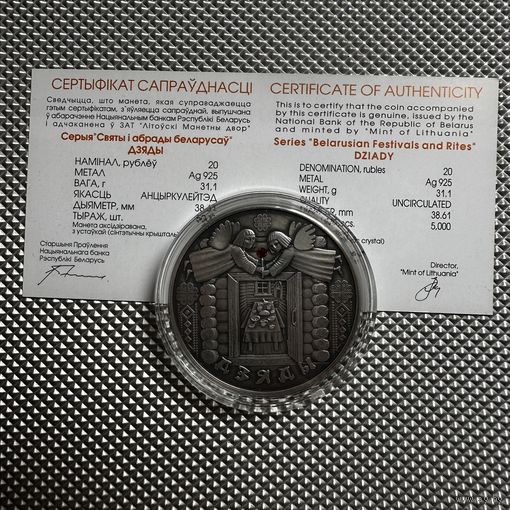 СЕРТЫФІКАТ САПРАЎДНАСЦІ
Сведчыцца, што манета, якая суправаджаецца
гэтым сертыфікатам, з'яўляецца сапраўднай, выпушчана
ў абарачэнне Нацыянальным банкам Рэспублікі Беларусь
і адчаканена ў ЗАТ "Літоўскі Манетны двор"
Серыя "Святы і абрады беларусаў"
ДЗЯДЫ
НАМІНАЛ, рублёў 20
МЕТАЛ Ag 925
ВАГА, г 31.1
ЯКАСЦЬ АНЦЫРКУЛЕЙТЭД
ДЫЯМЕТР, мм 38.
ТЫРАЖ, шт.
Манета аксідзіравана,
з устаўкай (сінтэтычны крышталь)
Старшыня Праўлення
Нацыянальнага банка
Рэспублікі Беларусь
CERTIFICATE OF AUTHENTICITY
This is to certify that the coin accompanied
by this certificate is genuine, issued by the
National Bank of the Republic of Belarus
and minted by "Mint of Lithuania"
Series "Belarusian Festivals and Rites"
DZIADY
DENOMINATION, rubles 20
METAL Ag 925
WEIGHT, g 31.1
QUALITY UNCIRCULATED
mm 38.61
5,000
crystal)
Director,
"Mint of Lithuania"
ДЗЯДЫ